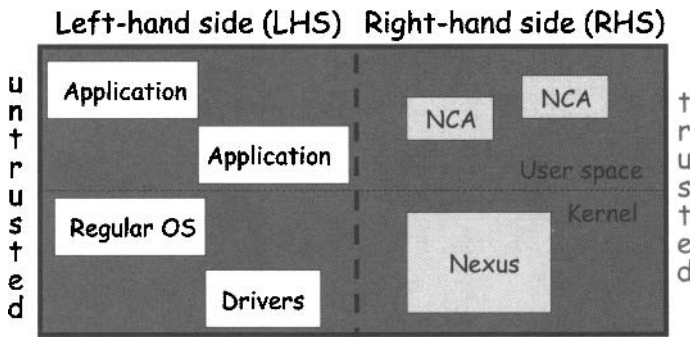 Left-hand side (LHS) Right-hand side (RHS)
untrusted
Application
Application
Regular OS
Drivers
NCA
NCA
User space
Kernel
Nexus
trusted